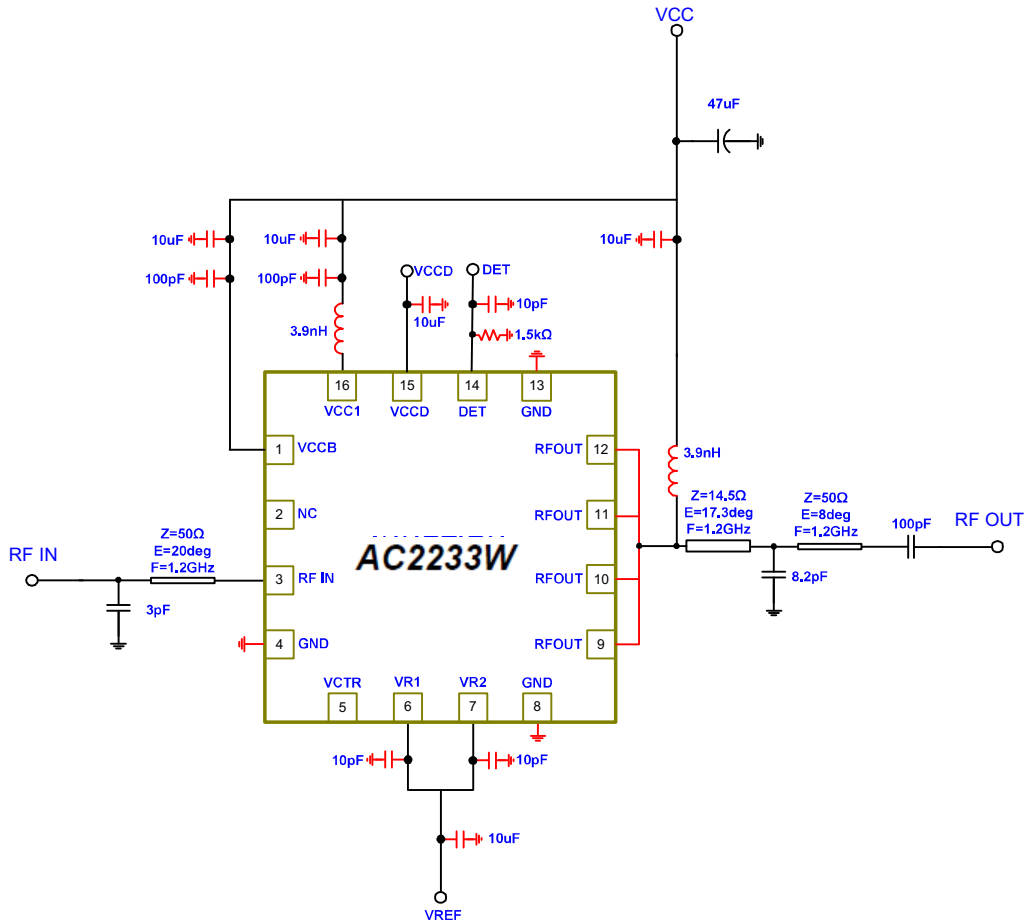 VCC
47uF
10uF
10uF
10uF
100pF
100pF
VCCD
DET
10pF
10uF
3.9nH
1.5kΩ
16
15
14
13
VCC1
VCCD
DET
GND
1
VCCB
RFOUT
12
3.9nH
2
NC
RFOUT
11
Z=14.5Ω
E=17.3deg
F=1.2GHz
Z=50Ω
E=8deg
F=1.2GHz
100pF
RF OUT
RF IN
Z=50Ω
E=20deg
F=1.2GHz
AC2233W
3
RF IN
RFOUT
10
8.2pF
3pF
4
GND
RFOUT
9
VCTR
VR1
VR2
GND
5
6
7
8
10pF
10pF
10uF
VREF